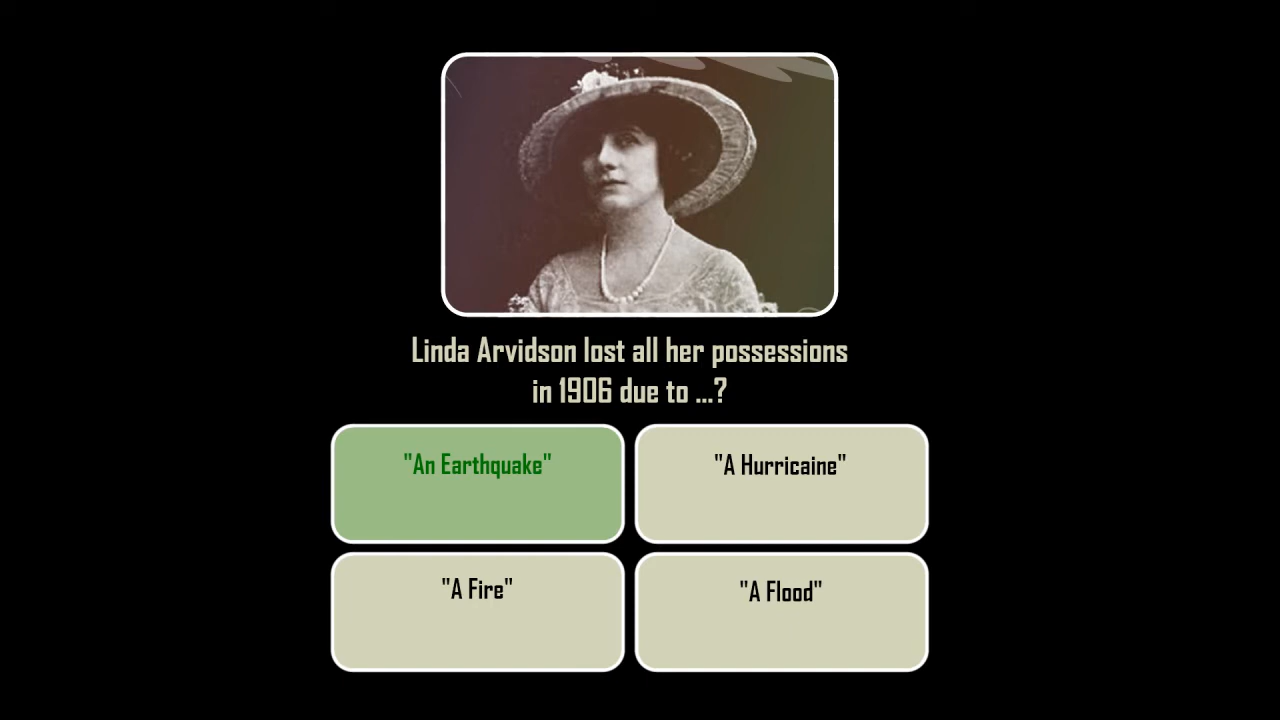 Linda Arvidson lost all her possessions
in 1906 due to ...?
"An Earthquake"
"A Hurricaine"
"A Fire"
"A Flood"